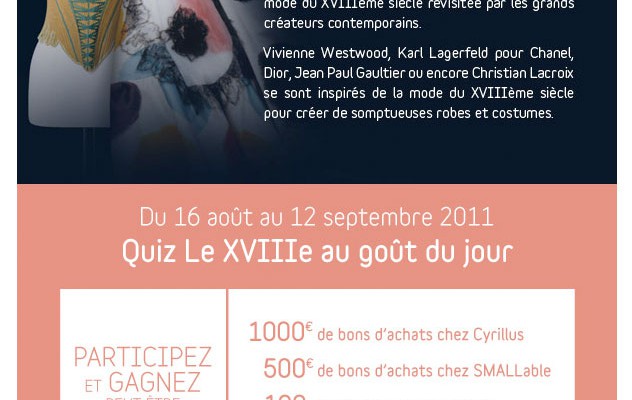 mode du XVIIIème siècle revisitée par les grands
créateurs contemporains.
Vivienne Westwood, Karl Lagerfeld pour Chanel,
Dior, Jean Paul Gaultier ou encore Christian Lacroix
se sont inspirés de la mode du XVIIIème siècle
pour créer de somptueuses robes et costumes.
Du 16 août au 12 septembre 2011
Quiz Le XVIIIe au goût du jour
PARTICIPEZ
ET GAGNEZ
PEUT-ÊTRE
1000€ de bons d'achats chez Cyrillus
500€ de bons d'achats chez SMALLable
100